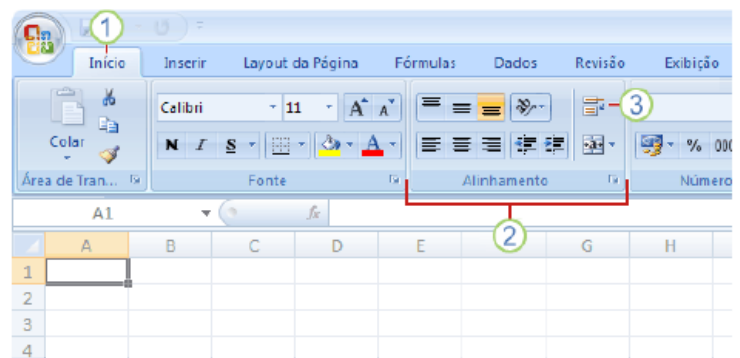 1
Início Inserir Layout da Página Fórmulas Dados Revisão Exibição
Calibri 11 A A 3
Colar N I S A % 000
Área de Tran... Fonte Alinhamento Número
A1 fx 2
A B C D E G H
1
2
3
4